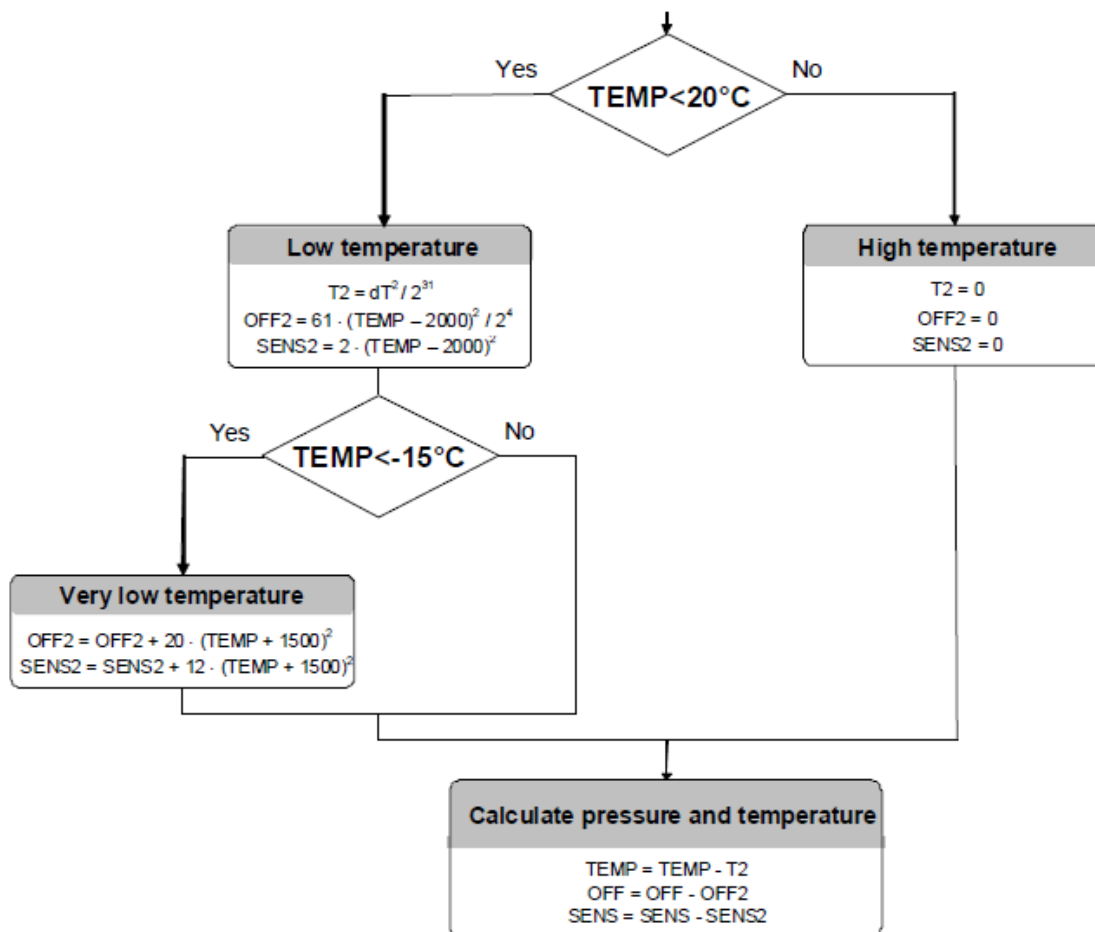 TEMP<20°C
Yes
No
Low temperature
T2 = dT² / 2³¹
OFF2 = 61 · (TEMP – 2000)² / 2⁴
SENS2 = 2 · (TEMP – 2000)²
High temperature
T2 = 0
OFF2 = 0
SENS2 = 0
TEMP<-15°C
Yes
No
Very low temperature
OFF2 = OFF2 + 20 · (TEMP + 1500)²
SENS2 = SENS2 + 12 · (TEMP + 1500)²
Calculate pressure and temperature
TEMP = TEMP - T2
OFF = OFF - OFF2
SENS = SENS - SENS2